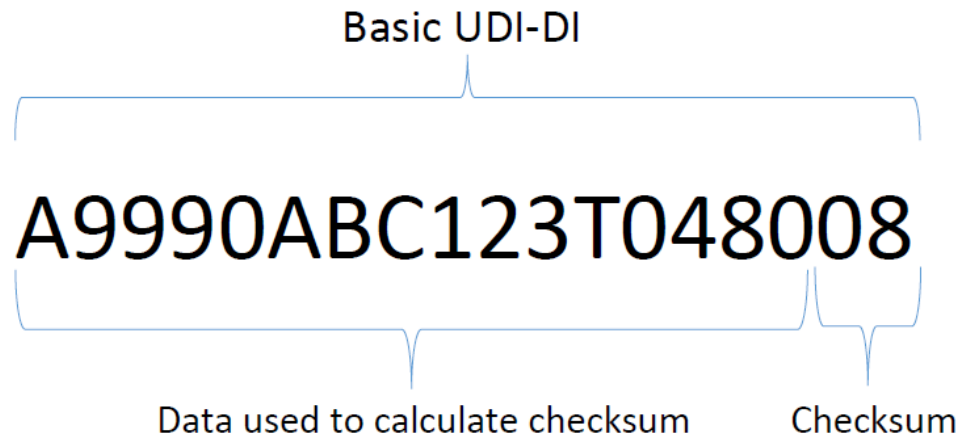 Basic UDI-DI
A9990ABC123T048008
Data used to calculate checksum Checksum